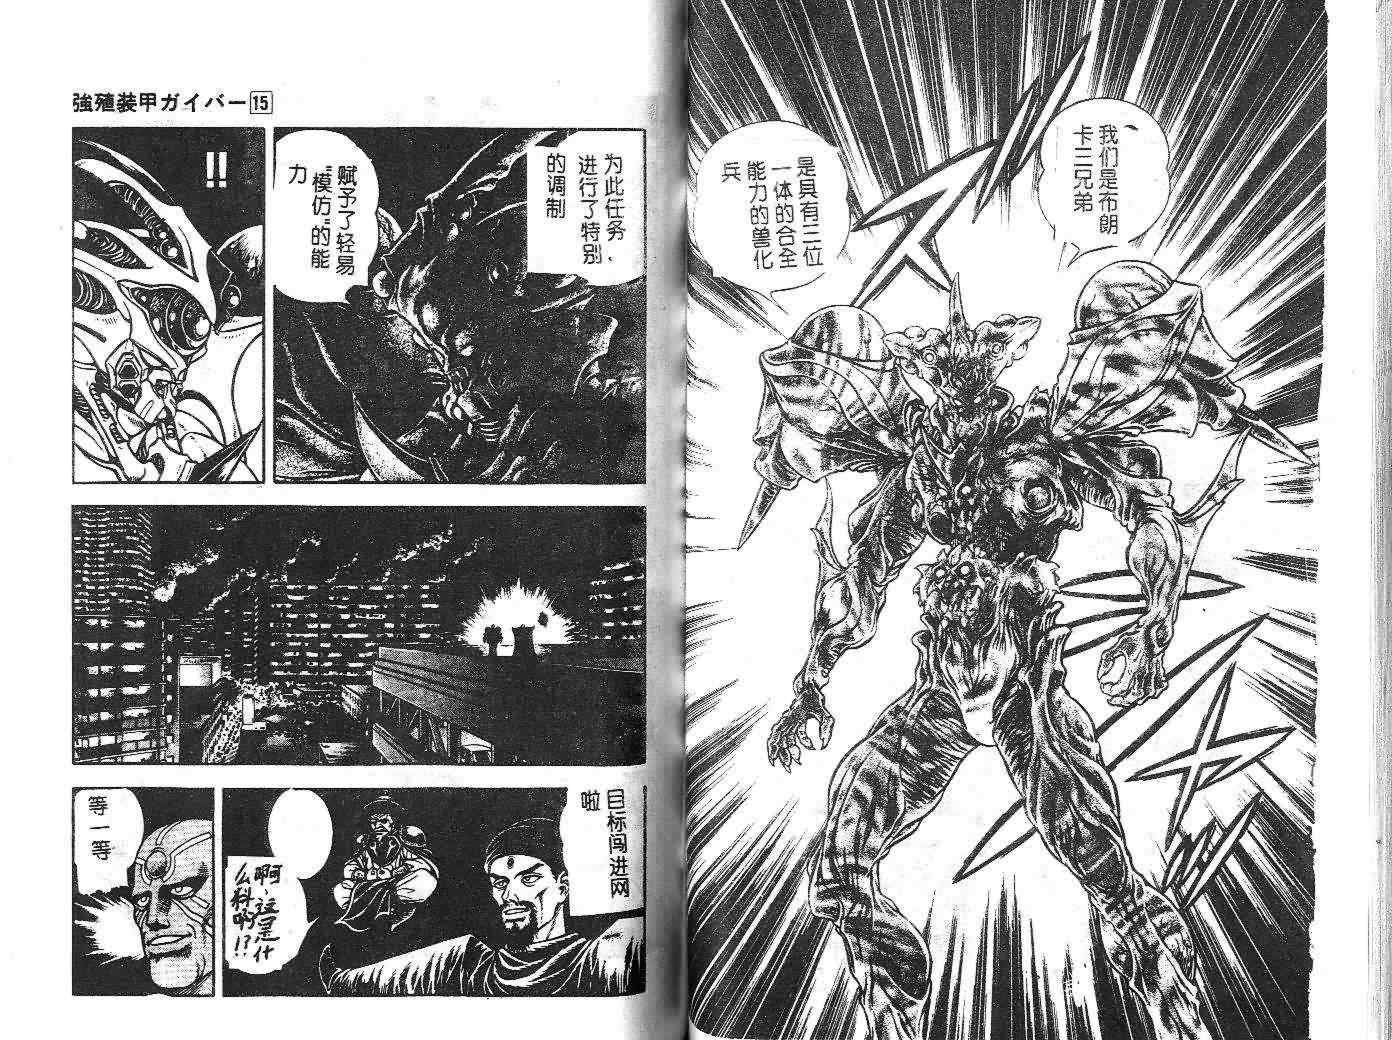 我们是布朗
卡三兄弟
是具有三位
一体的合全
能力的兽化
兵
強殖装甲ガイバー15
为此任务、
进行了特别
的调制
赋予了轻易
"模仿"的能
力
!!
目标闯进网
啦
啊、这是什
么科啊!?
等一等